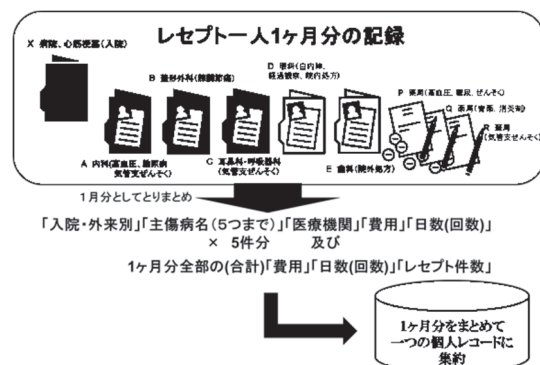 レセプト一人1ヶ月分の記録
X 病院、心筋梗塞(入院)
D 眼科(白内障、
経過観察、院内処方)
B 整形外科(膝関節痛)
P 薬局(高血圧、糖尿、ぜんそく)
Q 薬局(胃薬、消炎剤)
R 薬局
(気管支ぜんそく)
A 内科(高血圧、糖尿病
気管支ぜんそく)
C 耳鼻科・呼吸器科
(気管支ぜんそく)
E 歯科(院外処方)
1月分としてとりまとめ
「入院・外来別」「主傷病名(5つまで)」「医療機関」「費用」「日数(回数)」
× 5件分 及び
1ヶ月分全部の(合計)「費用」「日数(回数)」「レセプト件数」
1ヶ月分をまとめて
一つの個人レコードに
集約